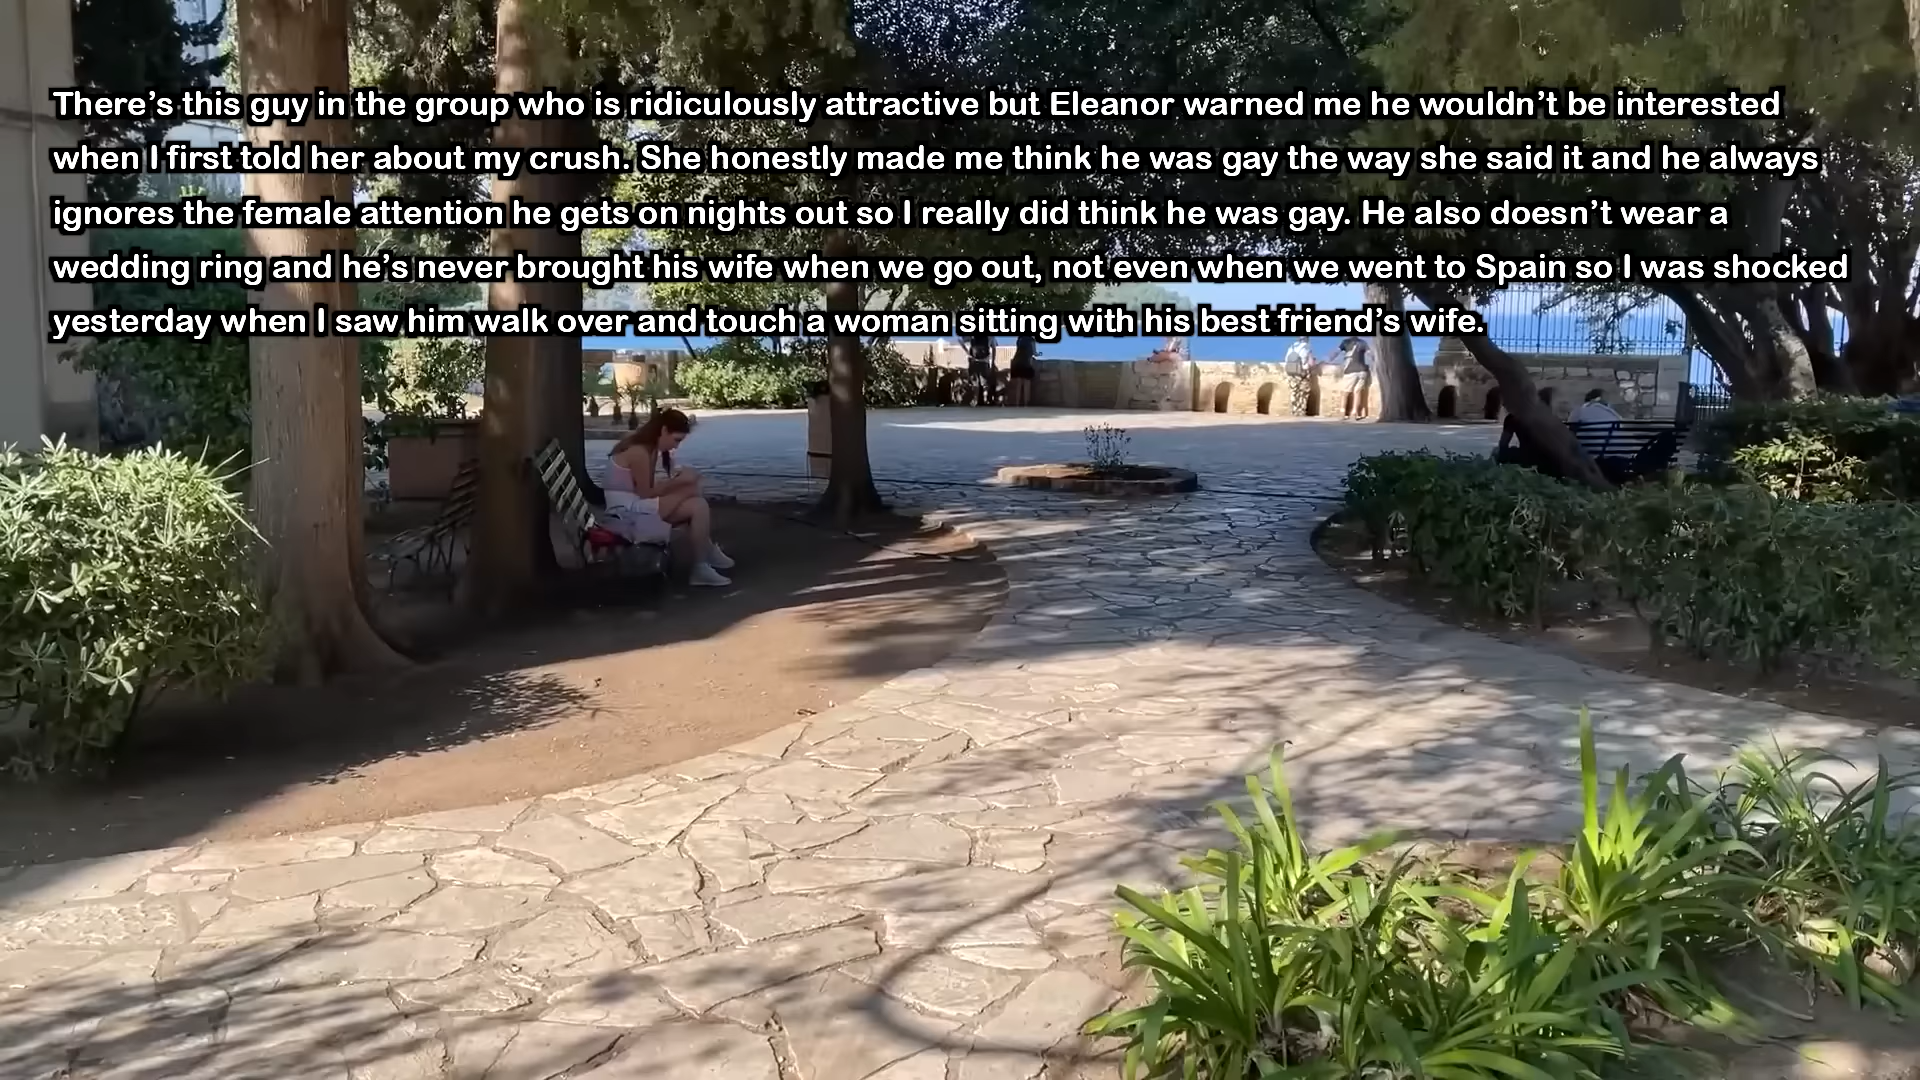 There’s this guy in the group who is ridiculously attractive but Eleanor warned me he wouldn’t be interested
when I first told her about my crush. She honestly made me think he was gay the way she said it and he always
ignores the female attention he gets on nights out so I really did think he was gay. He also doesn’t wear a
wedding ring and he’s never brought his wife when we go out, not even when we went to Spain so I was shocked
yesterday when I saw him walk over and touch a woman sitting with his best friend’s wife.